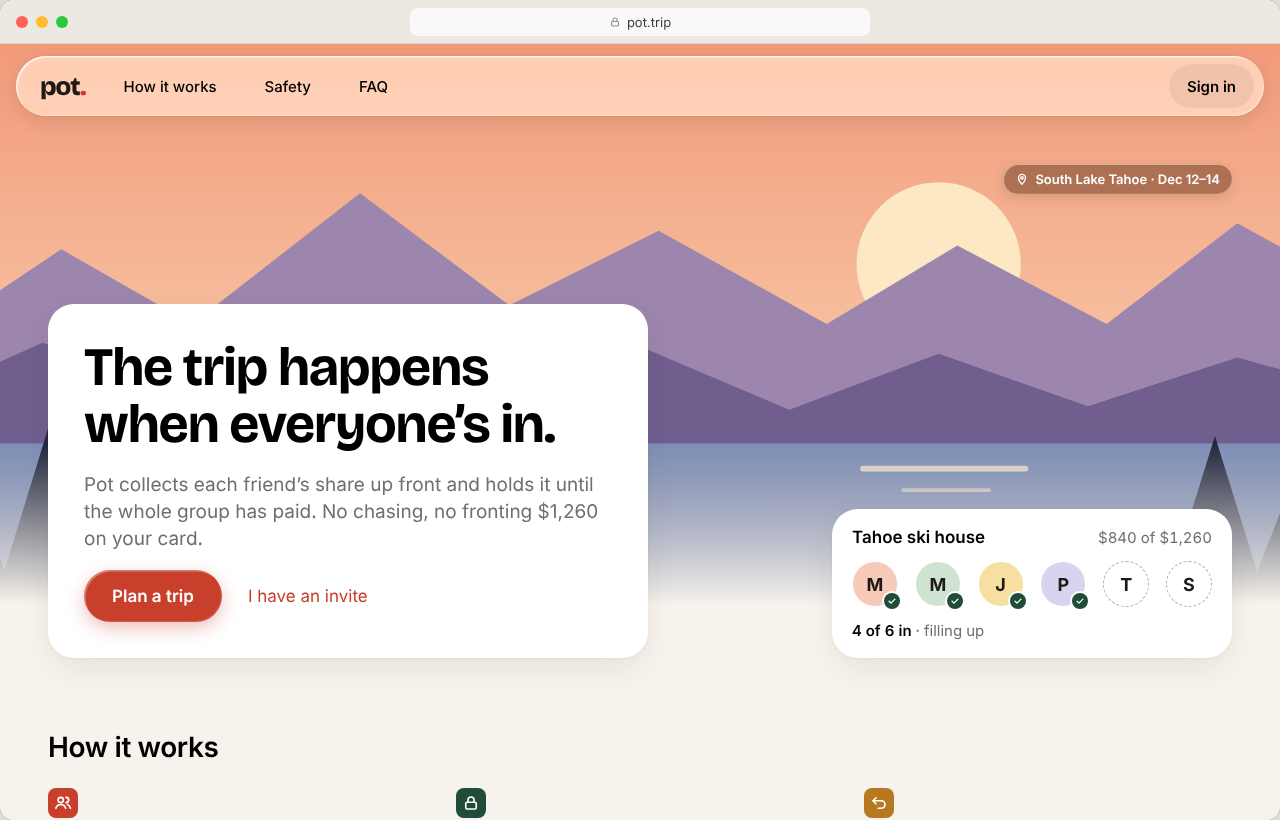 pot.trip
pot.
How it works
Safety
FAQ
Sign in
South Lake Tahoe · Dec 12–14
The trip happens
when everyone’s in.
Pot collects each friend’s share up front and holds it until
the whole group has paid. No chasing, no fronting $1,260
on your card.
Plan a trip
I have an invite
Tahoe ski house
$840 of $1,260
M
M
J
P
T
S
4 of 6 in · filling up
How it works